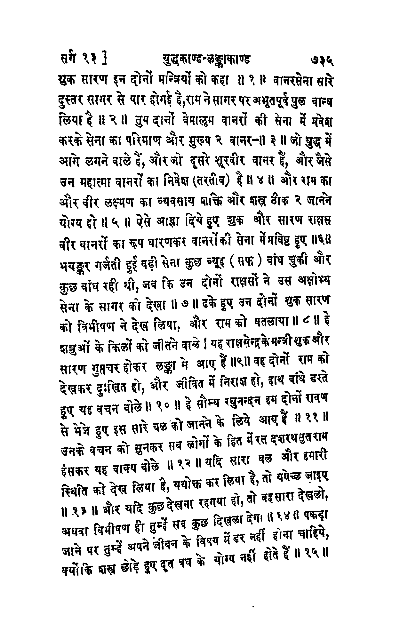 सर्ग १३ ] युद्धकाण्ड-लङ्काकाण्ड ७३५
शुक सारण इन दोनों मन्त्रियों को कहा ॥ १ ॥ वानरसेना सारे
दुस्तर सागर से पार होगई है, राम ने सागर पर अभूतपूर्व पुल बान्ध
लिया है ॥ २ ॥ तुम दोनों बेमालूम वानरों की सेना में प्रवेश
करके सेना का परिमाण और मुख्य २ वानर-॥ ३ ॥ जो युद्ध में
आगे लगने वाले हैं, और जो दूसरे शूरवीर वानर हैं, और जैसे
उन महात्मा वानरों का निवेश (तरतीब) है ॥ ४ ॥ और राम का
और वीर लक्ष्मण का व्यवसाय शक्ति और शस्त्र ठीक २ जानने
योग्य हो ॥ ५ ॥ ऐसे आज्ञा दिये हुए शुक और सारण राक्षस
वीर वानरों का रूप धारणकर वानरों की सेना में प्रविष्ट हुए ॥६॥
भयङ्कर गर्जती हुई बड़ी सेना कुछ व्यूह ( सफ ) बांध चुकी और
कुछ बांध रही थी, जब कि उन दोनों राक्षसों ने उस अक्षोभ्य
सेना के सागर को देखा ॥ ७ ॥ ढके हुए उन दोनों शुक सारण
को विभीषण ने देख लिया, और राम को बतलाया ॥ ८ ॥ हे
शत्रुओं के किलों को जीतने वाले ! यह राक्षसेन्द्र के मन्त्री शुक और
सारण गुप्तचर होकर लङ्का मे आए हैं ॥९॥ वह दोनों राम को
देखकर दुःखित हो, और जीवित में निराश हो, हाथ बांधे डरते
हुए यह वचन बोले ॥ १० ॥ हे सौम्य रघुनन्दन हम दोनों रावण
से भेजे हुए इस सारे बल को जानने के लिये आए हैं ॥ ११ ॥
उनके वचन को सुनकर सब लोगों के हित में रत दशरथसुत राम
हंसकर यह वाक्य बोले ॥ १२ ॥ यदि सारा बल और हमारी
स्थिति को देख लिया है, यथोक्त कर लिया है, तो यथेच्छ जाइए
॥ १३ ॥ और यदि कुछ देखना रहगया हो, तो वह सारा देखलो,
अथवा विभीषण ही तुम्हें सब कुछ दिखला देगा ॥ १४ ॥ पकड़ा
जाने पर तुम्हें अपने जीवन के विषय में डर नहीं होना चाहिये,
क्योंकि शस्त्र छोड़े हुए दूत वध के योग्य नहीं होते हैं ॥ १५ ॥